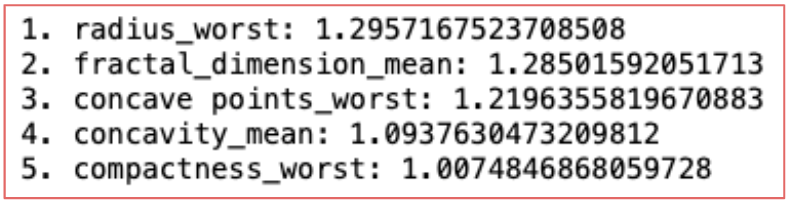 1. radius_worst: 1.2957167523708508
2. fractal_dimension_mean: 1.28501592051713
3. concave points_worst: 1.2196355819670883
4. concavity_mean: 1.0937630473209812
5. compactness_worst: 1.0074846868059728